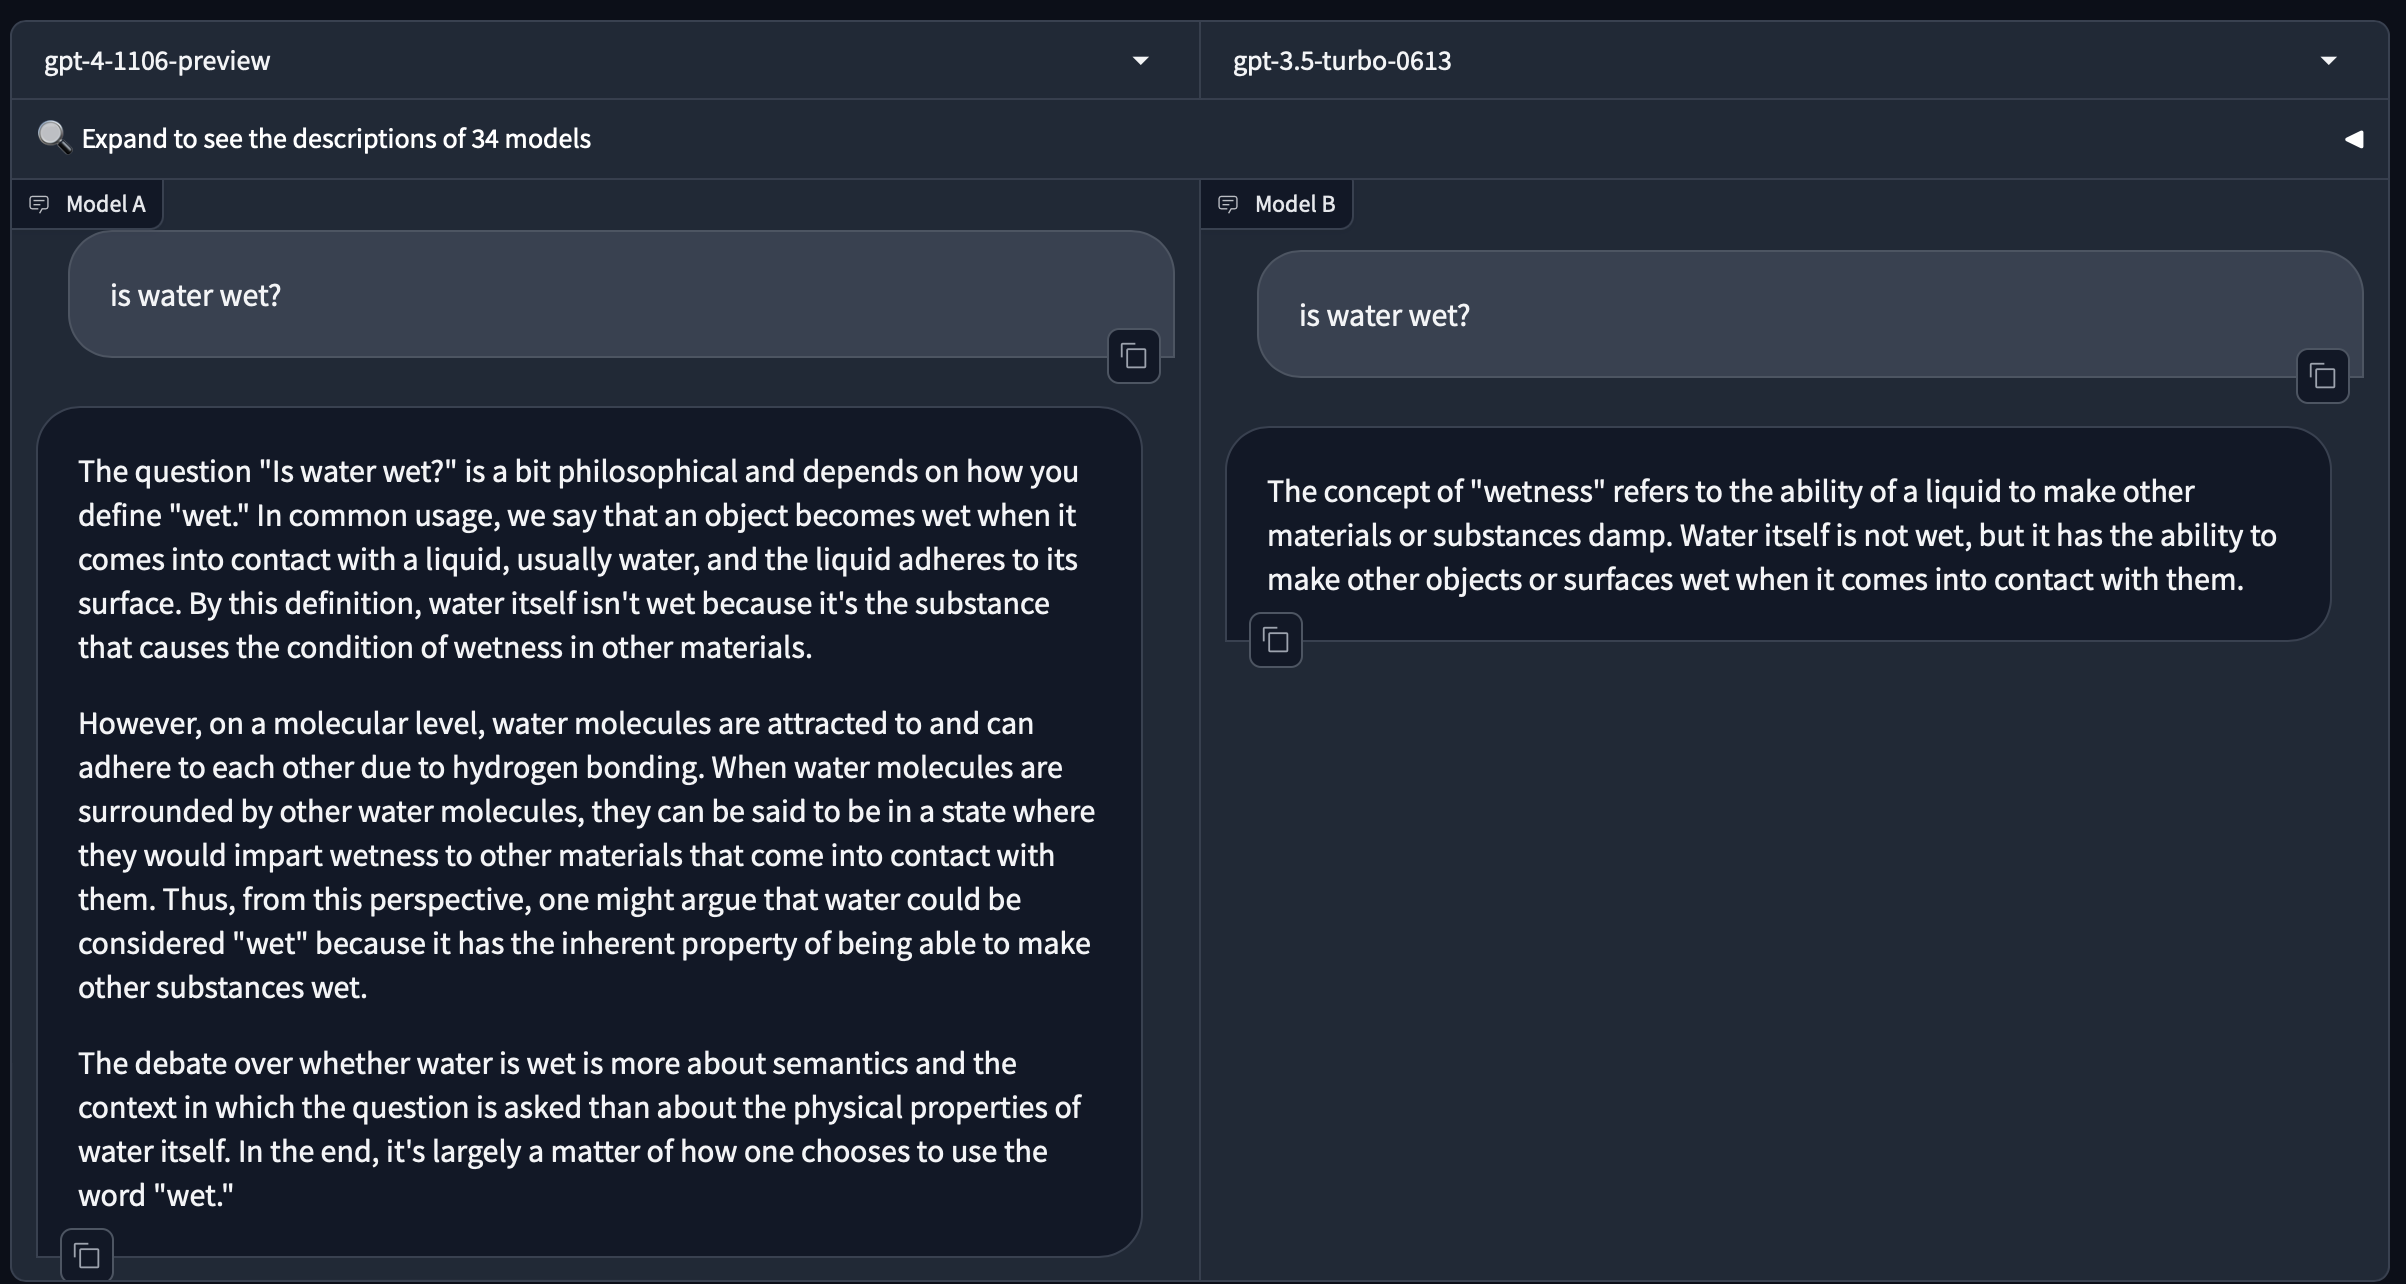 gpt-4-1106-preview
gpt-3.5-turbo-0613
Expand to see the descriptions of 34 models
Model A
is water wet?
The question "Is water wet?" is a bit philosophical and depends on how you
define "wet." In common usage, we say that an object becomes wet when it
comes into contact with a liquid, usually water, and the liquid adheres to its
surface. By this definition, water itself isn't wet because it's the substance
that causes the condition of wetness in other materials.
However, on a molecular level, water molecules are attracted to and can
adhere to each other due to hydrogen bonding. When water molecules are
surrounded by other water molecules, they can be said to be in a state where
they would impart wetness to other materials that come into contact with
them. Thus, from this perspective, one might argue that water could be
considered "wet" because it has the inherent property of being able to make
other substances wet.
The debate over whether water is wet is more about semantics and the
context in which the question is asked than about the physical properties of
water itself. In the end, it's largely a matter of how one chooses to use the
word "wet."
Model B
is water wet?
The concept of "wetness" refers to the ability of a liquid to make other
materials or substances damp. Water itself is not wet, but it has the ability to
make other objects or surfaces wet when it comes into contact with them.